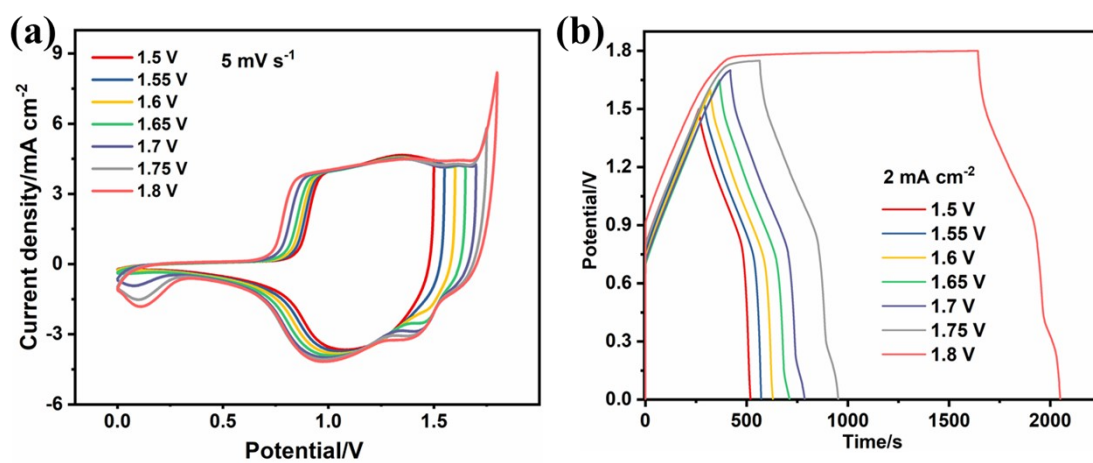 (a)
5 mV s⁻¹
1.5 V
1.55 V
1.6 V
1.65 V
1.7 V
1.75 V
1.8 V
Current density/mA cm⁻²
9
6
3
0
-3
-6
0.0 0.5 1.0 1.5
Potential/V
(b)
Potential/V
1.8
1.5
1.2
0.9
0.6
0.3
0.0
2 mA cm⁻²
1.5 V
1.55 V
1.6 V
1.65 V
1.7 V
1.75 V
1.8 V
0 500 1000 1500 2000
Time/s